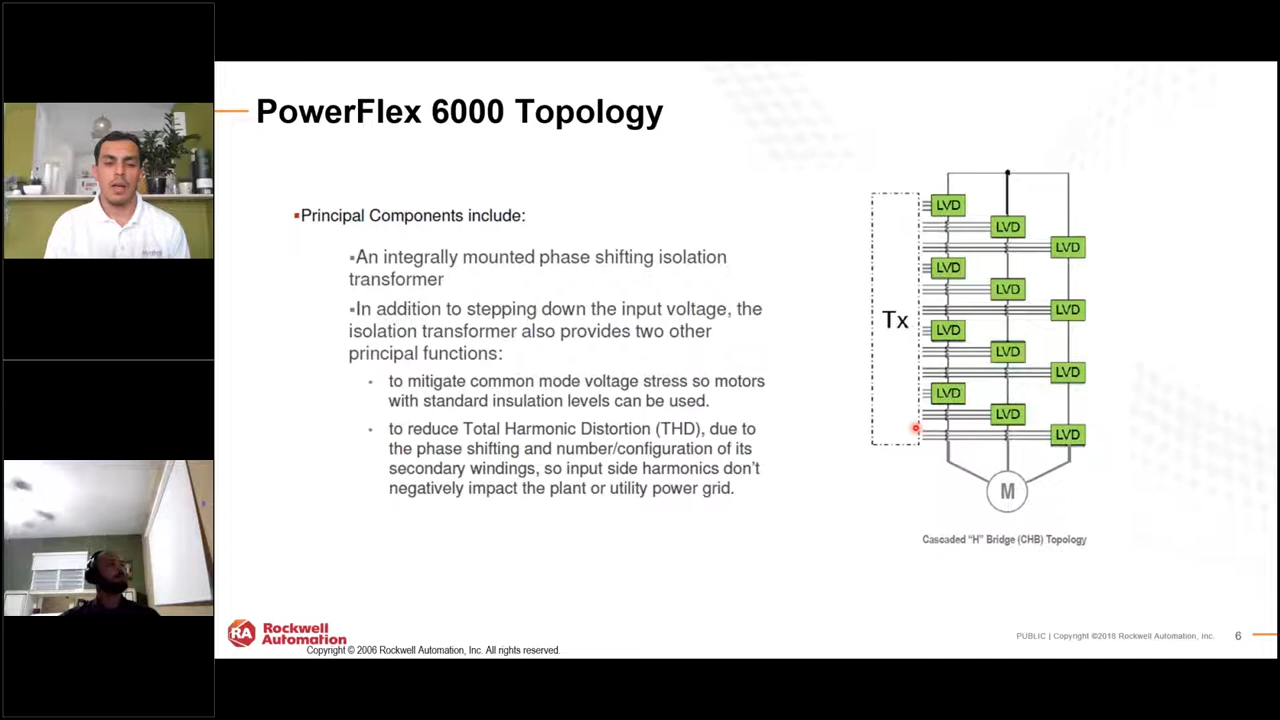 PowerFlex 6000 Topology
▪Principal Components include:
▪An integrally mounted phase shifting isolation
transformer
▪In addition to stepping down the input voltage, the
isolation transformer also provides two other
principal functions:
• to mitigate common mode voltage stress so motors
with standard insulation levels can be used.
• to reduce Total Harmonic Distortion (THD), due to
the phase shifting and number/configuration of its
secondary windings, so input side harmonics don't
negatively impact the plant or utility power grid.
Tx
LVD
LVD
LVD
LVD
LVD
LVD
LVD
LVD
LVD
LVD
LVD
LVD
M
Cascaded "H" Bridge (CHB) Topology
RA
Rockwell
Automation
Copyright © 2006 Rockwell Automation, Inc. All rights reserved.
PUBLIC | Copyright ©2018 Rockwell Automation, Inc.
6